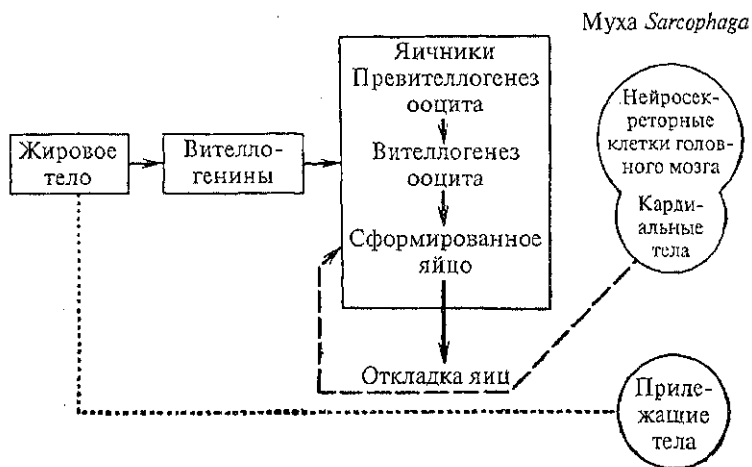 Муха Sarcophaga
Яичники
Превителлогенез
ооцита
Вителлогенез
ооцита
Сформированное
яйцо
Откладка яиц
Жировое
тело
Вителло-
генины
Нейросек-
реторные
клетки голов-
ного мозга
Карди-
альные
тела
Приле-
жащие
тела